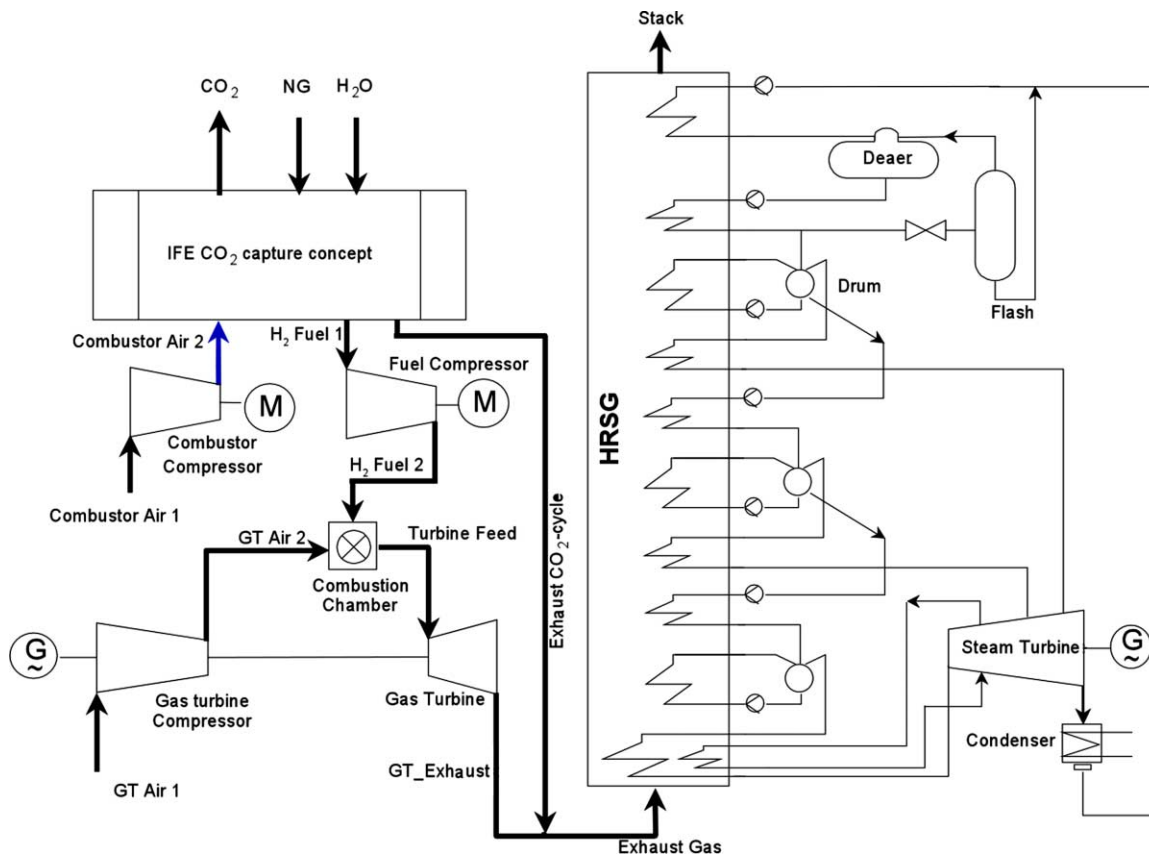 Stack
CO2 NG H2O
IFE CO2 capture concept
Deaer
Flash
Drum
Combustor Air 2
H2 Fuel 1
Fuel Compressor
M
M
Combustor
Compressor
H2 Fuel 2
Combustor Air 1
HRSG
GT Air 2
Turbine Feed
Combustion
Chamber
Exhaust CO2-cycle
G
~
Gas turbine
Compressor
Gas Turbine
Steam Turbine
G
~
Condenser
GT_Exhaust
GT Air 1
Exhaust Gas